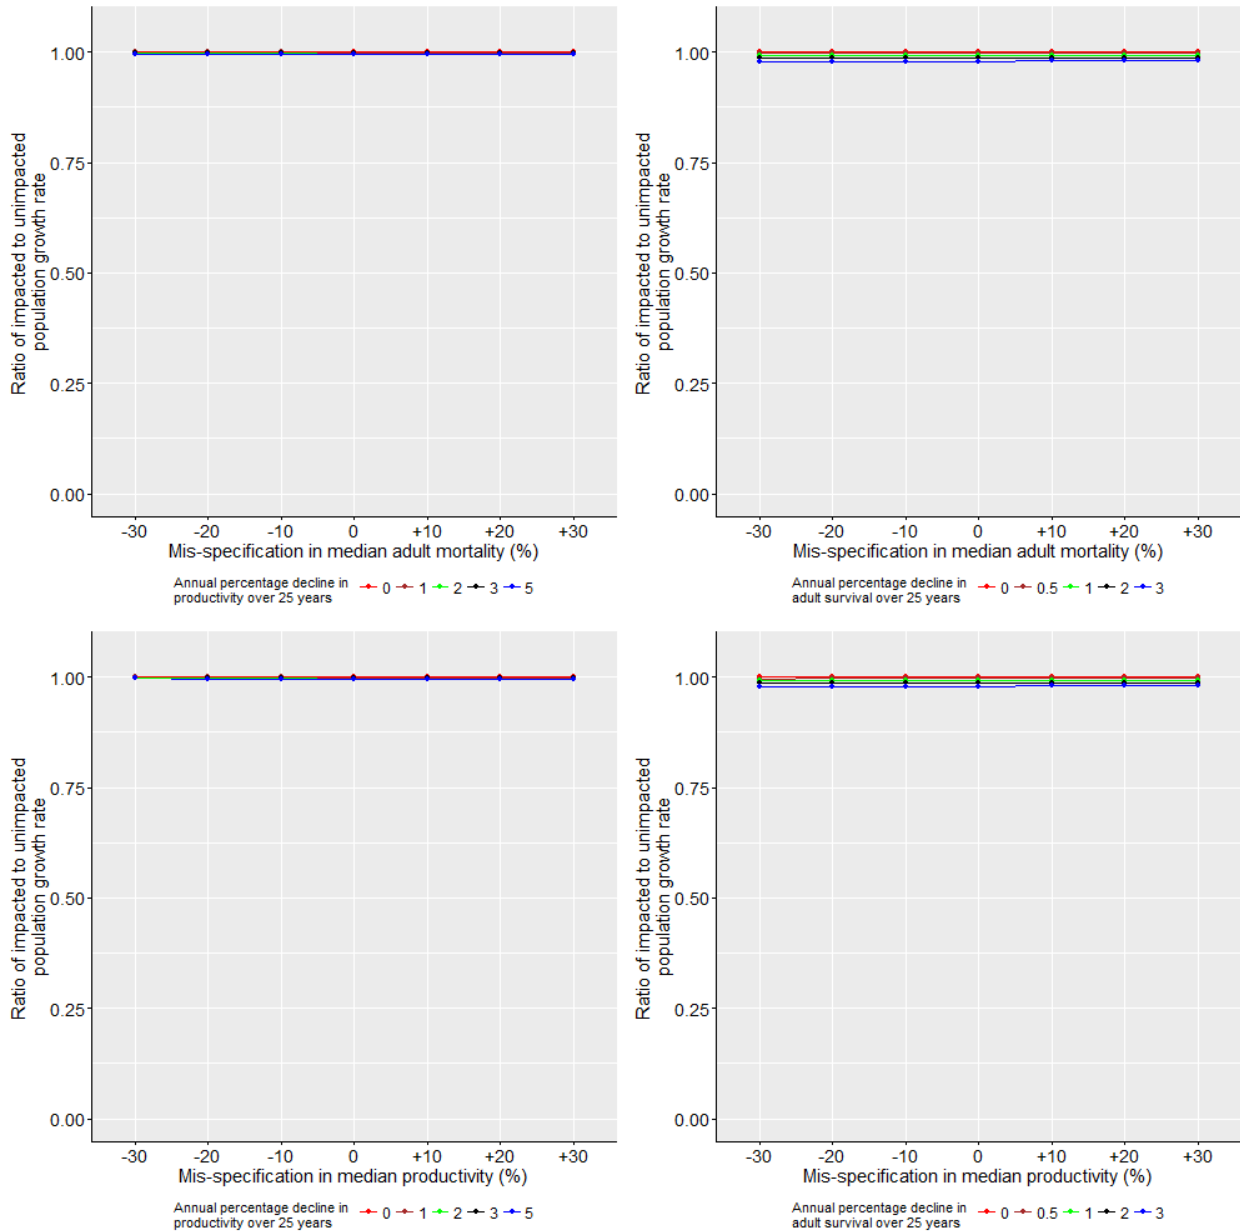 Ratio of impacted to unimpacted
population growth rate
1.00
0.75
0.50
0.25
0.00
-30 -20 -10 0 +10 +20 +30
Mis-specification in median adult mortality (%)
Annual percentage decline in
productivity over 25 years
0 1 2 3 5
Ratio of impacted to unimpacted
population growth rate
1.00
0.75
0.50
0.25
0.00
-30 -20 -10 0 +10 +20 +30
Mis-specification in median adult mortality (%)
Annual percentage decline in
adult survival over 25 years
0 0.5 1 2 3
Ratio of impacted to unimpacted
population growth rate
1.00
0.75
0.50
0.25
0.00
-30 -20 -10 0 +10 +20 +30
Mis-specification in median productivity (%)
Annual percentage decline in
productivity over 25 years
0 1 2 3 5
Ratio of impacted to unimpacted
population growth rate
1.00
0.75
0.50
0.25
0.00
-30 -20 -10 0 +10 +20 +30
Mis-specification in median productivity (%)
Annual percentage decline in
adult survival over 25 years
0 0.5 1 2 3